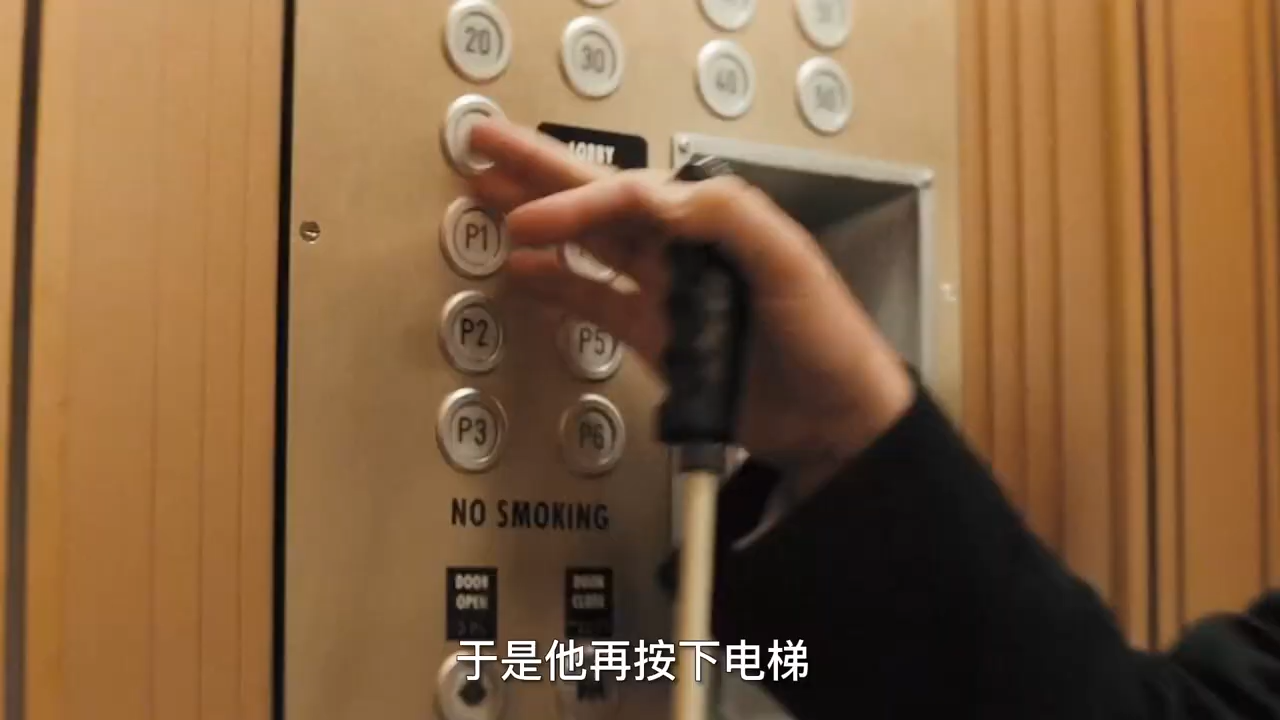 20
30
40
50
LOBBY
P1
P2
P5
P3
P6
NO SMOKING
DOOR
OPEN
DOOR
CLOSE
于是他再按下电梯